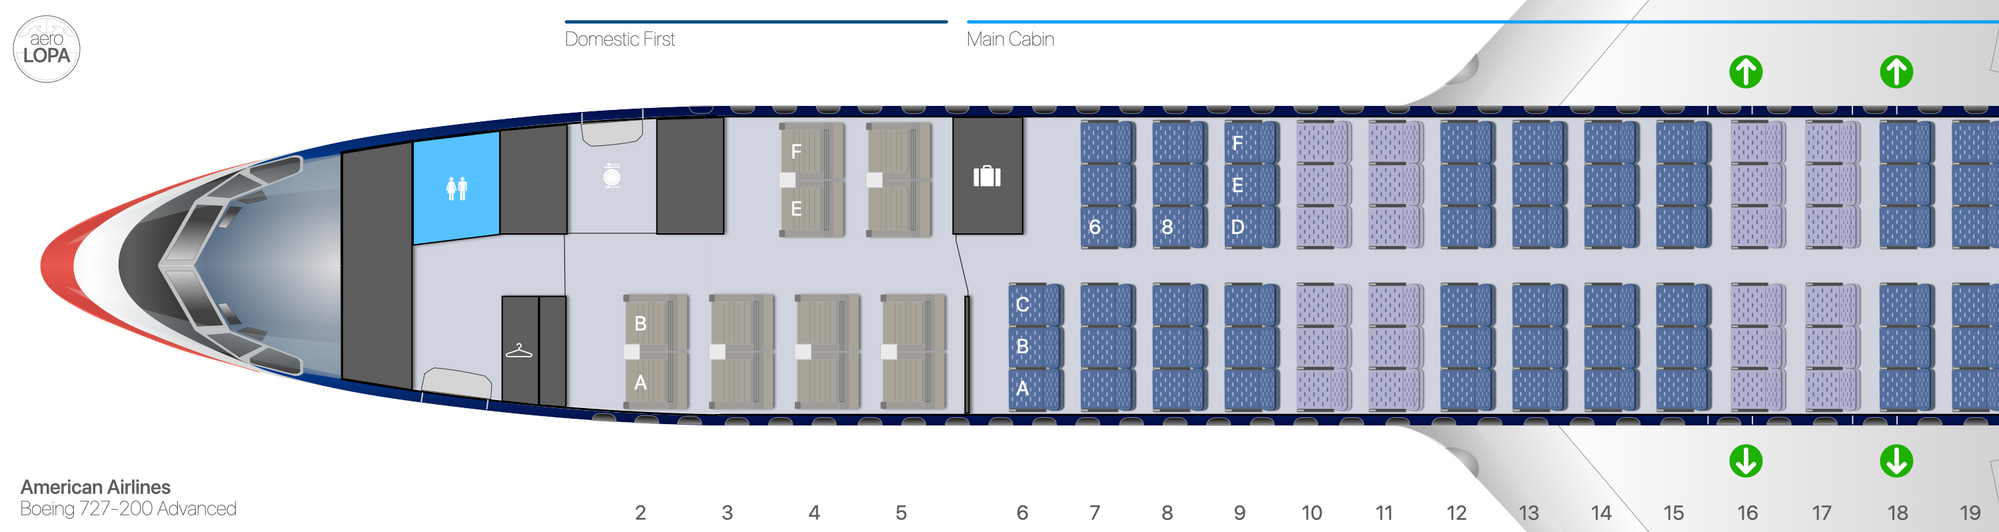 aero
LOPA
Domestic First
Main Cabin
F
E
B
A
C
B
A
6
8
F
E
D
American Airlines
Boeing 727-200 Advanced
2 3 4 5 6 7 8 9 10 11 12 13 14 15 16 17 18 19